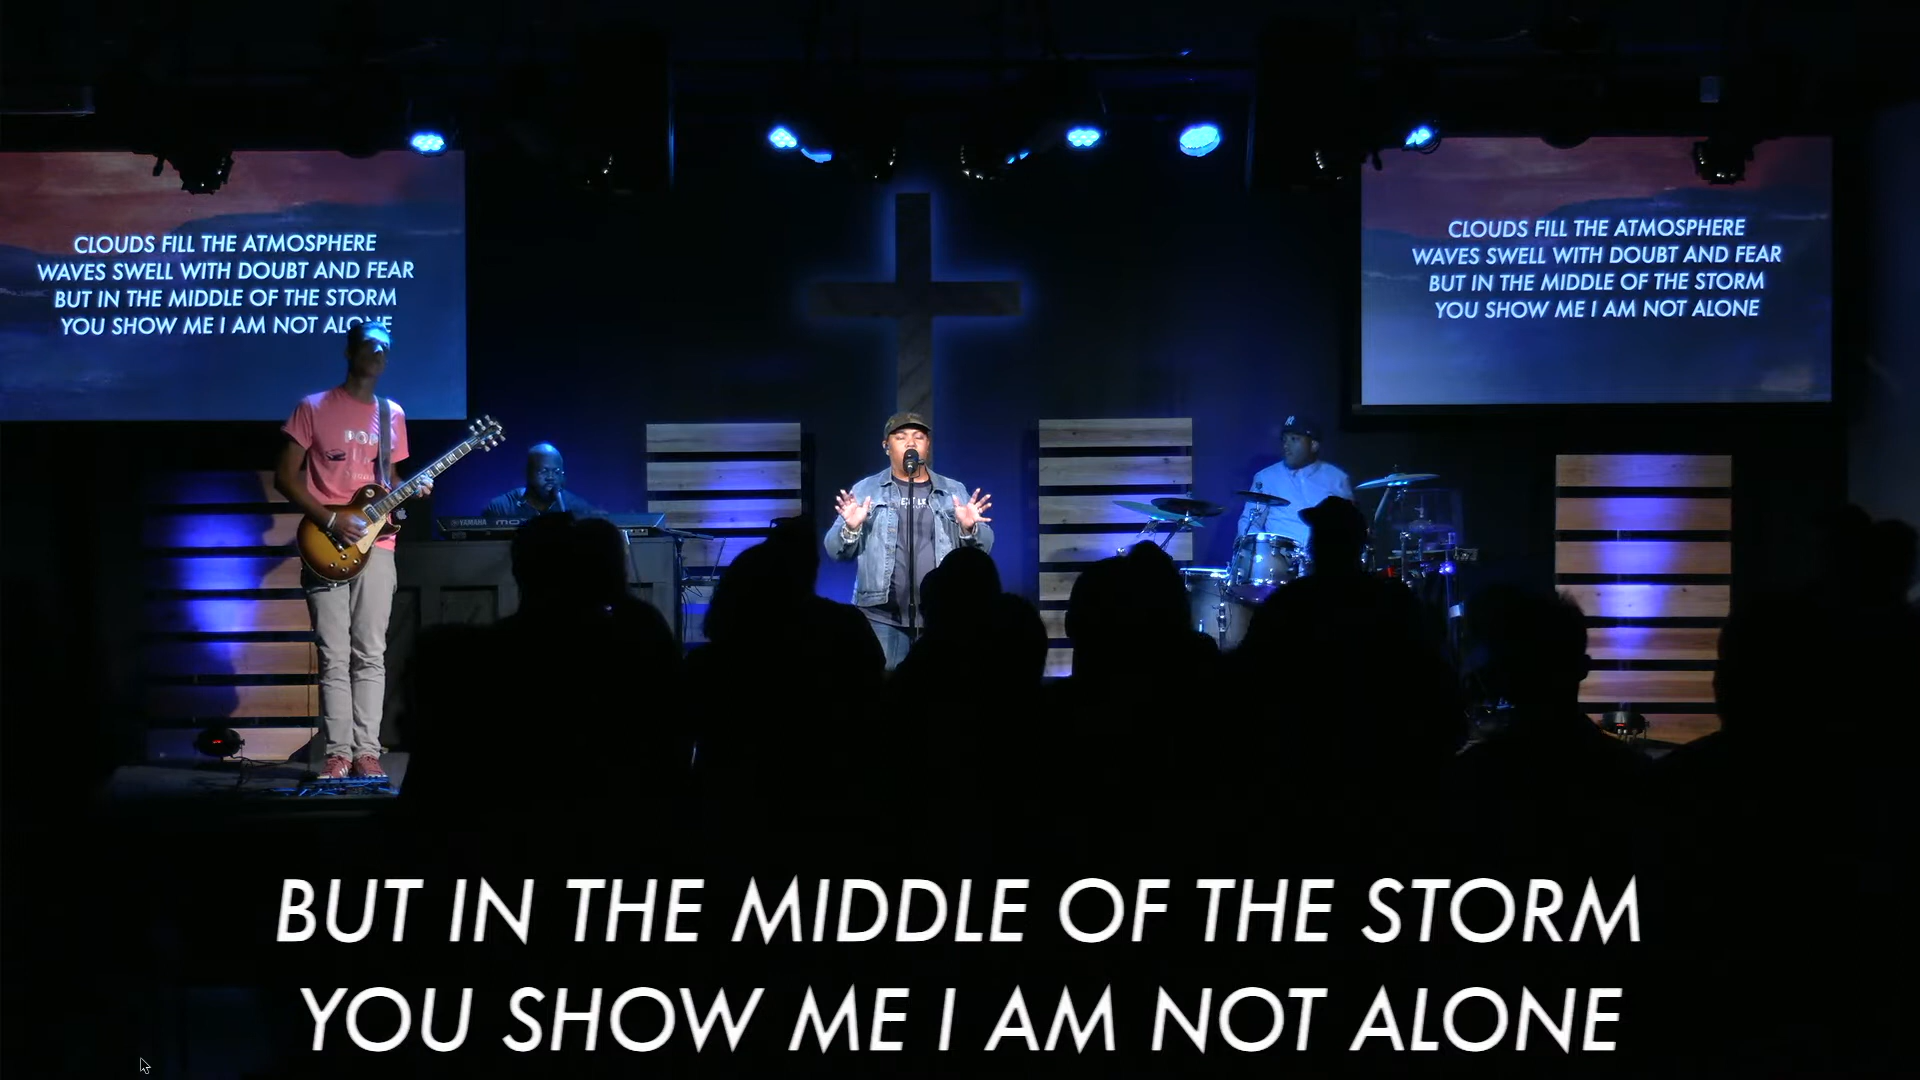 CLOUDS FILL THE ATMOSPHERE
WAVES SWELL WITH DOUBT AND FEAR
BUT IN THE MIDDLE OF THE STORM
YOU SHOW ME I AM NOT ALONE
CLOUDS FILL THE ATMOSPHERE
WAVES SWELL WITH DOUBT AND FEAR
BUT IN THE MIDDLE OF THE STORM
YOU SHOW ME I AM NOT ALONE
YAMAHA
BUT IN THE MIDDLE OF THE STORM
YOU SHOW ME I AM NOT ALONE